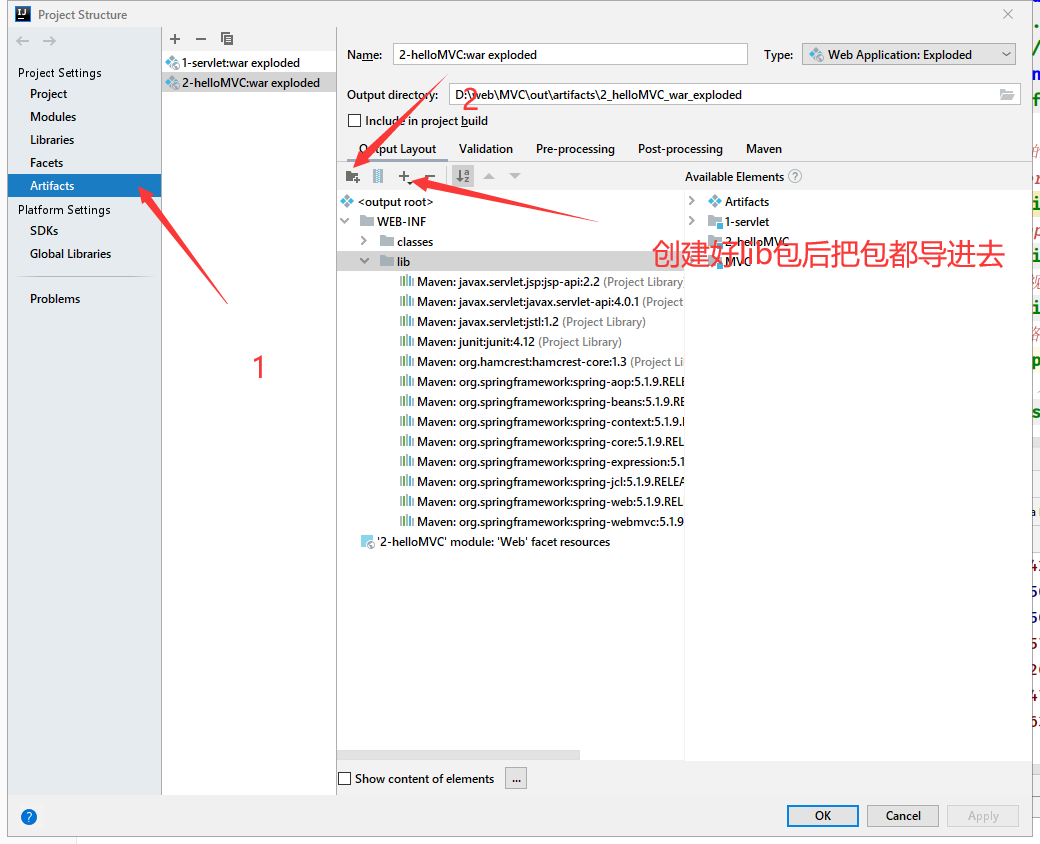 Project Structure
Project Settings
Project
Modules
Libraries
Facets
Artifacts
Platform Settings
SDKs
Global Libraries
Problems
1-servlet:war exploded
2-helloMVC:war exploded
Name: 2-helloMVC:war exploded
Type: Web Application: Exploded
Output directory: D:\web\MVC\out\artifacts\2_helloMVC_war_exploded
Include in project build
Output Layout Validation Pre-processing Post-processing Maven
Available Elements ?
<output root>
WEB-INF
classes
lib
Maven: javax.servlet.jsp:jsp-api:2.2 (Project Library
Maven: javax.servlet:javax.servlet-api:4.0.1 (Project
Maven: javax.servlet:jstl:1.2 (Project Library)
Maven: junit:junit:4.12 (Project Library)
Maven: org.hamcrest:hamcrest-core:1.3 (Project Li
Maven: org.springframework:spring-aop:5.1.9.RELE
Maven: org.springframework:spring-beans:5.1.9.RE
Maven: org.springframework:spring-context:5.1.9.
Maven: org.springframework:spring-core:5.1.9.REL
Maven: org.springframework:spring-expression:5.1
Maven: org.springframework:spring-jcl:5.1.9.RELEA
Maven: org.springframework:spring-web:5.1.9.REL
Maven: org.springframework:spring-webmvc:5.1.9
'2-helloMVC' module: 'Web' facet resources
Artifacts
1-servlet
2-helloMVC
MVC
创建好lib包后把包都导进去
1
2
Show content of elements ...
? OK Cancel Apply